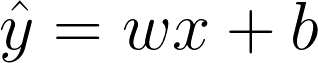 ŷ = wx + b